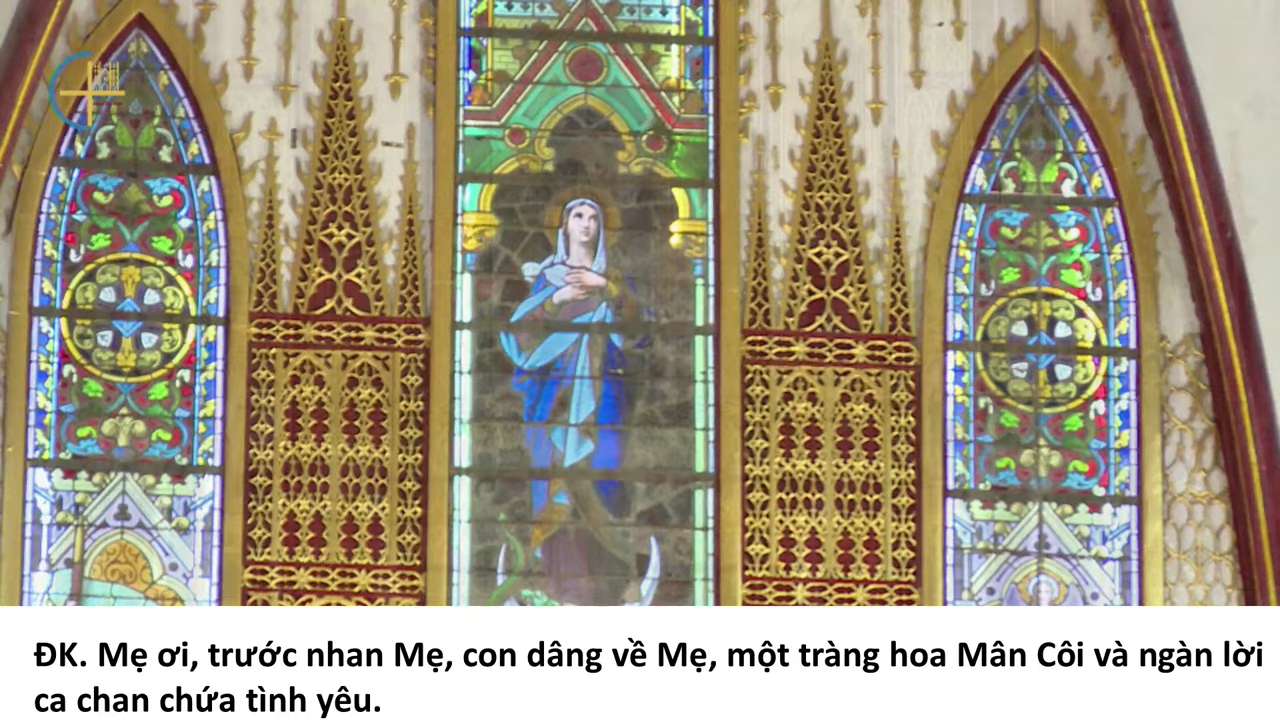 ĐK. Mẹ ơi, trước nhan Mẹ, con dâng về Mẹ, một tràng hoa Mân Côi và ngàn lời
ca chan chứa tình yêu.